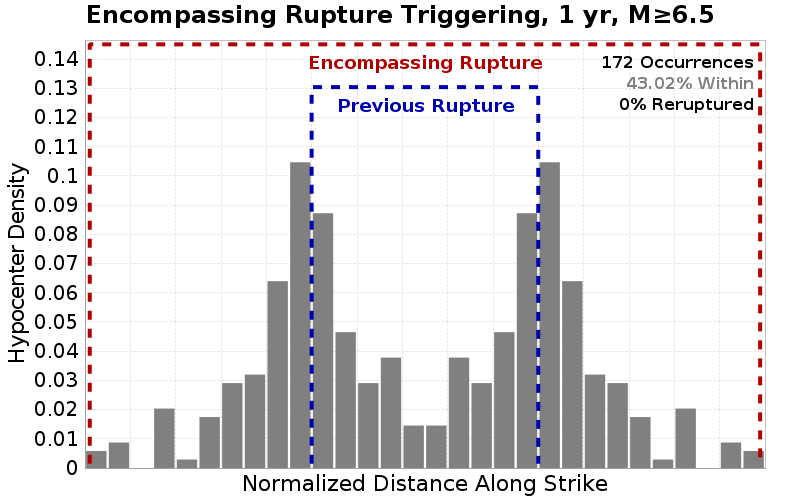 Encompassing Rupture Triggering, 1 yr, M≥6.5
Encompassing Rupture
172 Occurrences
43.02% Within
0% Reruptured
Previous Rupture
Hypocenter Density
0.14
0.13
0.12
0.11
0.1
0.09
0.08
0.07
0.06
0.05
0.04
0.03
0.02
0.01
0
Normalized Distance Along Strike